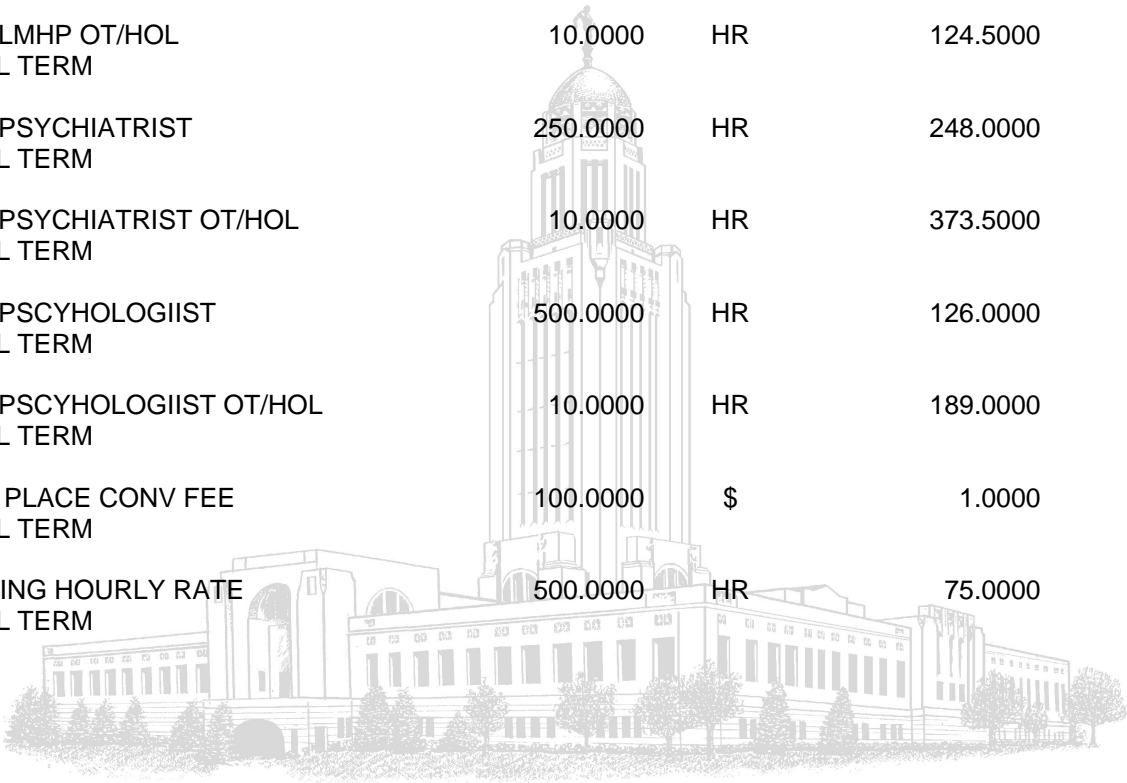 LMHP OT/HOL 10.0000 HR 124.5000
L TERM
PSYCHIATRIST 250.0000 HR 248.0000
L TERM
PSYCHIATRIST OT/HOL 10.0000 HR 373.5000
L TERM
PSCYHOLOGIIST 500.0000 HR 126.0000
L TERM
PSCYHOLOGIIST OT/HOL 10.0000 HR 189.0000
L TERM
PLACE CONV FEE 100.0000 $ 1.0000
L TERM
ING HOURLY RATE 500.0000 HR 75.0000
L TERM